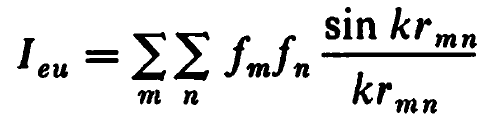 I_{eu} = \sum_m \sum_n f_m f_n \frac{\sin kr_{mn}}{kr_{mn}}